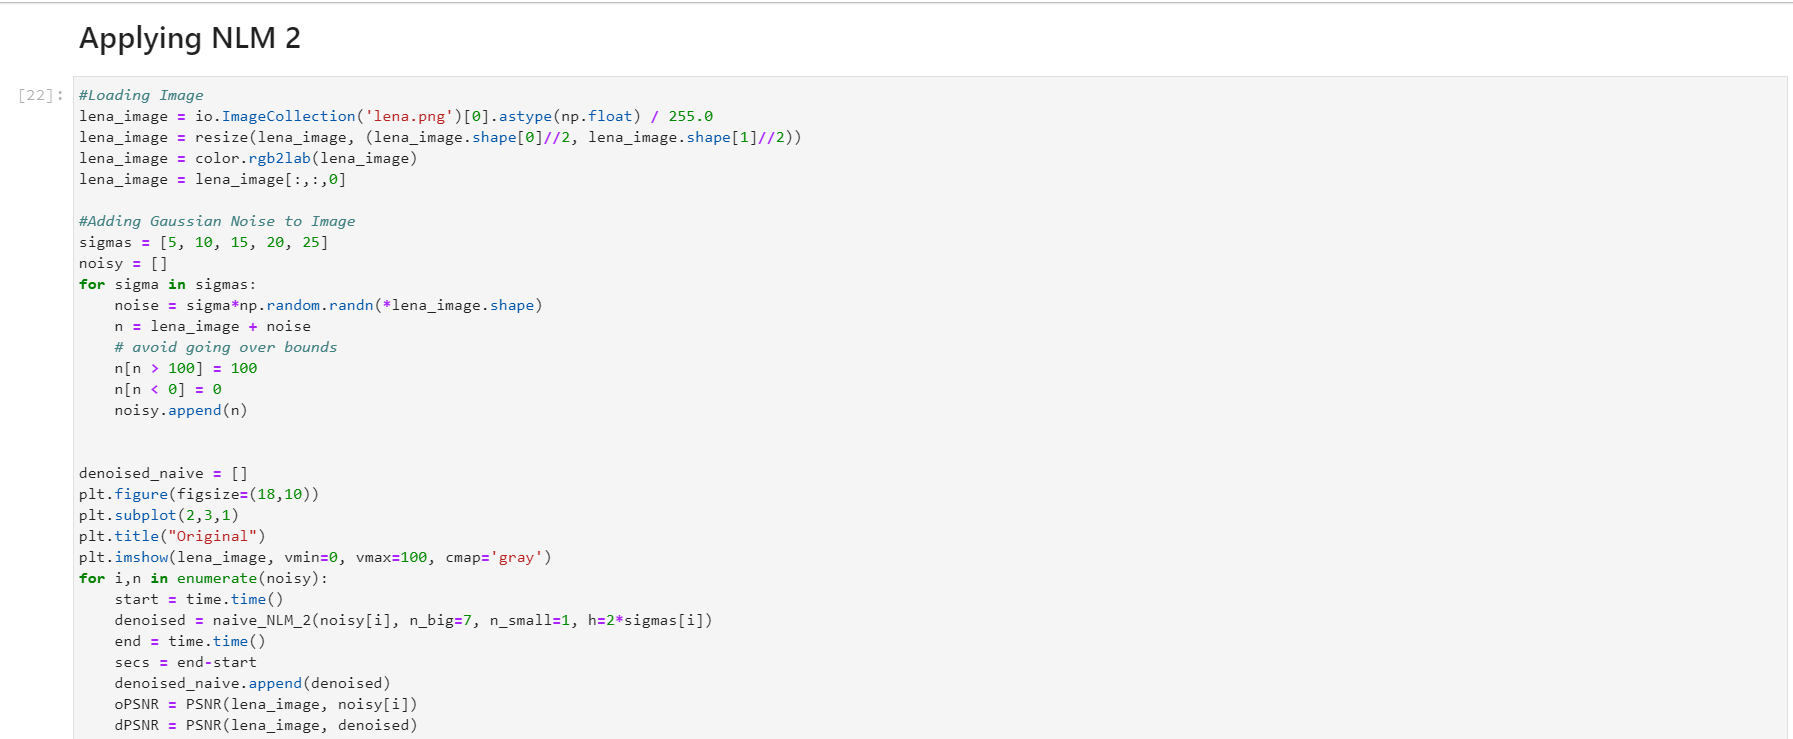 Applying NLM 2
[22]:
#Loading Image
lena_image = io.ImageCollection('lena.png')[0].astype(np.float) / 255.0
lena_image = resize(lena_image, (lena_image.shape[0]//2, lena_image.shape[1]//2))
lena_image = color.rgb2lab(lena_image)
lena_image = lena_image[:,:,0]

#Adding Gaussian Noise to Image
sigmas = [5, 10, 15, 20, 25]
noisy = []
for sigma in sigmas:
    noise = sigma*np.random.randn(*lena_image.shape)
    n = lena_image + noise
    # avoid going over bounds
    n[n > 100] = 100
    n[n < 0] = 0
    noisy.append(n)


denoised_naive = []
plt.figure(figsize=(18,10))
plt.subplot(2,3,1)
plt.title("Original")
plt.imshow(lena_image, vmin=0, vmax=100, cmap='gray')
for i,n in enumerate(noisy):
    start = time.time()
    denoised = naive_NLM_2(noisy[i], n_big=7, n_small=1, h=2*sigmas[i])
    end = time.time()
    secs = end-start
    denoised_naive.append(denoised)
    oPSNR = PSNR(lena_image, noisy[i])
    dPSNR = PSNR(lena_image, denoised)